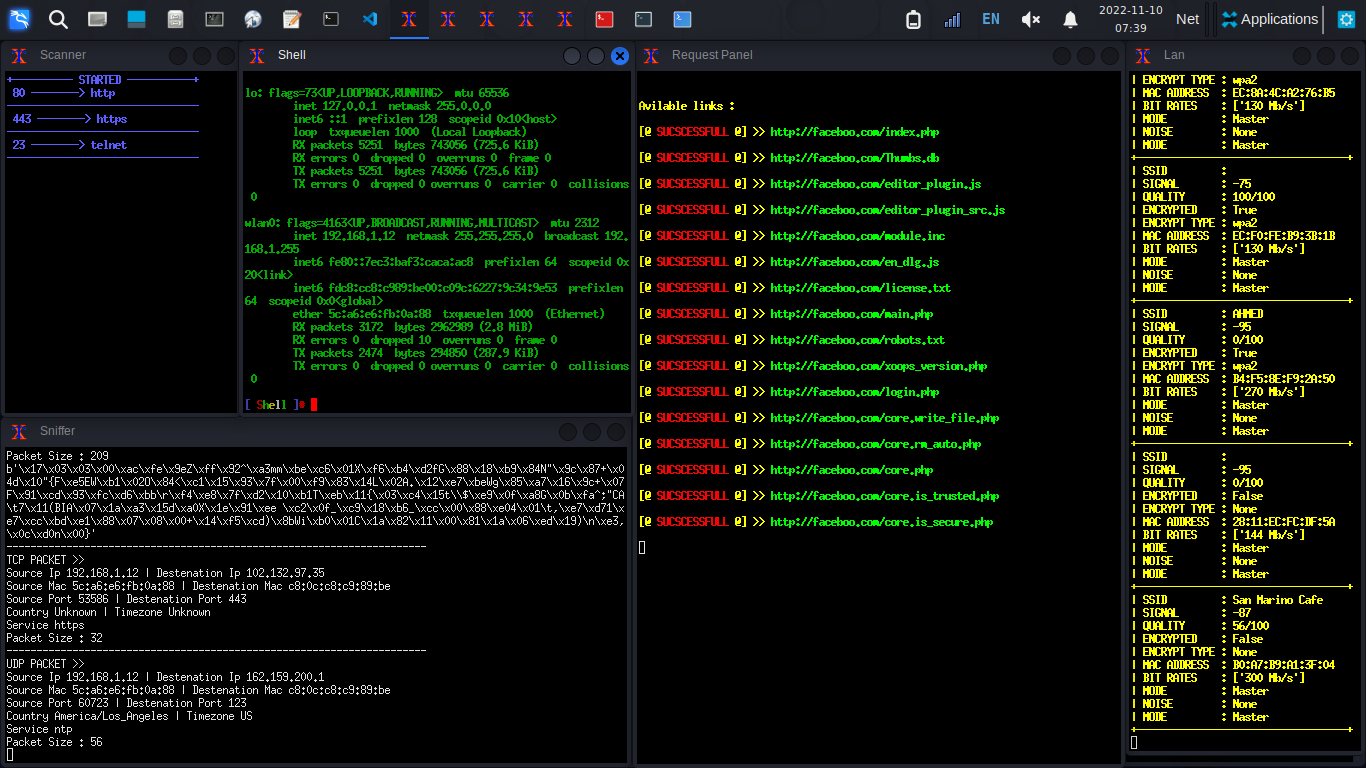 EN
2022-11-10
07:39
Net
Applications
Scanner
STARTED
80 --------> http
443 --------> https
23 --------> telnet
Shell
lo: flags=73<UP,LOOPBACK,RUNNING>  mtu 65536
inet 127.0.0.1  netmask 255.0.0.0
inet6 ::1  prefixlen 128  scopeid 0x10<host>
loop  txqueuelen 1000  (Local Loopback)
RX packets 5251  bytes 743056 (725.6 KiB)
RX errors 0  dropped 0  overruns 0  frame 0
TX packets 5251  bytes 743056 (725.6 KiB)
TX errors 0  dropped 0 overruns 0  carrier 0  collisions
0
wlan0: flags=4163<UP,BROADCAST,RUNNING,MULTICAST>  mtu 2312
inet 192.168.1.12  netmask 255.255.255.0  broadcast 192.
168.1.255
inet6 fe80::7ec3:baf3:caca:ac8  prefixlen 64  scopeid 0x
20<link>
inet6 fdc8:cc8:c989:be00:c09c:6227:9c34:9e53  prefixlen
64  scopeid 0x0<global>
ether 5c:a6:e6:fb:0a:88  txqueuelen 1000  (Ethernet)
RX packets 3172  bytes 2962989 (2.8 MiB)
RX errors 0  dropped 10  overruns 0  frame 0
TX packets 2474  bytes 294850 (287.9 KiB)
TX errors 0  dropped 0 overruns 0  carrier 0  collisions
0
[ Shell ]*
Sniffer
Packet Size : 209
b'\x17\x03\x03\x00\xac\xfe\x9eZ\xff\x92^\xa3mm\xbe\xc6\x01X\xf6\xb4\xd2fG\x88\x18\xb9\x84N"\x9c\x87+\x0
4d\x10"{F\xe5EW\xb1\x02O\x84<\xc1\x15\x93\x7f\x00\xf9\x83\x14L\x02A.\x12\xe7\xbeWg\x85\xa7\x16\x9c+\x07
F\x91\xcd\x93\xfc\xd6\xbb\r\xf4\xe8\x7f\xd2\x10\xb1T\xeb\x11{\x03\xc4\x15t\\$\xe9\x0f\xa8G\x0b\xfa^;"CA
\t7\x11(BIA\x07\x1a\xa3\x15d\xa0X\x1e\x91\xee \xc2\x0f_\xc9\x18\xb6_\xcc\x00\x88\xe04\x01\t,\xe7\xd71\x
e7\xcc\xbd\xe1\x88\x07\x08\x00+\x14\xf5\xcd)\x8bWi\xb0\x01C\x1a\x82\x11\x00\x81\x1a\x06\xed\x19)\n\xe3,
\x0c\xd0n\x00}'
----------------------------------------------------------------------
TCP PACKET >>
Source Ip 192.168.1.12 | Destenation Ip 102.132.97.35
Source Mac 5c:a6:e6:fb:0a:88 | Destenation Mac c8:0c:c8:c9:89:be
Source Port 53586 | Destenation Port 443
Country Unknown | Timezone Unknown
Service https
Packet Size : 32
----------------------------------------------------------------------
UDP PACKET >>
Source Ip 192.168.1.12 | Destenation Ip 162.159.200.1
Source Mac 5c:a6:e6:fb:0a:88 | Destenation Mac c8:0c:c8:c9:89:be
Source Port 60723 | Destenation Port 123
Country America/Los_Angeles | Timezone US
Service ntp
Packet Size : 56
Request Panel
Avilable links :
[@ SUCSCESSFULL @] >> http://faceboo.com/index.php
[@ SUCSCESSFULL @] >> http://faceboo.com/Thumbs.db
[@ SUCSCESSFULL @] >> http://faceboo.com/editor_plugin.js
[@ SUCSCESSFULL @] >> http://faceboo.com/editor_plugin_src.js
[@ SUCSCESSFULL @] >> http://faceboo.com/module.inc
[@ SUCSCESSFULL @] >> http://faceboo.com/en_dlg.js
[@ SUCSCESSFULL @] >> http://faceboo.com/license.txt
[@ SUCSCESSFULL @] >> http://faceboo.com/main.php
[@ SUCSCESSFULL @] >> http://faceboo.com/robots.txt
[@ SUCSCESSFULL @] >> http://faceboo.com/xoops_version.php
[@ SUCSCESSFULL @] >> http://faceboo.com/login.php
[@ SUCSCESSFULL @] >> http://faceboo.com/core.write_file.php
[@ SUCSCESSFULL @] >> http://faceboo.com/core.rm_auto.php
[@ SUCSCESSFULL @] >> http://faceboo.com/core.php
[@ SUCSCESSFULL @] >> http://faceboo.com/core.is_trusted.php
[@ SUCSCESSFULL @] >> http://faceboo.com/core.is_secure.php
Lan
| ENCRYPT TYPE : wpa2
| MAC ADDRESS  : EC:8A:4C:A2:76:B5
| BIT RATES    : ['130 Mb/s']
| MODE         : Master
| NOISE        : None
| MODE         : Master
| SSID         :
| SIGNAL       : -75
| QUALITY      : 100/100
| ENCRYPTED    : True
| ENCRYPT TYPE : wpa2
| MAC ADDRESS  : EC:F0:FE:B9:3B:1B
| BIT RATES    : ['130 Mb/s']
| MODE         : Master
| NOISE        : None
| MODE         : Master
| SSID         : AHMED
| SIGNAL       : -95
| QUALITY      : 0/100
| ENCRYPTED    : True
| ENCRYPT TYPE : wpa2
| MAC ADDRESS  : B4:F5:8E:F9:2A:50
| BIT RATES    : ['270 Mb/s']
| MODE         : Master
| NOISE        : None
| MODE         : Master
| SSID         :
| SIGNAL       : -95
| QUALITY      : 0/100
| ENCRYPTED    : False
| ENCRYPT TYPE : None
| MAC ADDRESS  : 28:11:EC:FC:DF:5A
| BIT RATES    : ['144 Mb/s']
| MODE         : Master
| NOISE        : None
| MODE         : Master
| SSID         : San Marino Cafe
| SIGNAL       : -87
| QUALITY      : 56/100
| ENCRYPTED    : False
| ENCRYPT TYPE : None
| MAC ADDRESS  : B0:A7:B9:A1:3F:04
| BIT RATES    : ['300 Mb/s']
| MODE         : Master
| NOISE        : None
| MODE         : Master